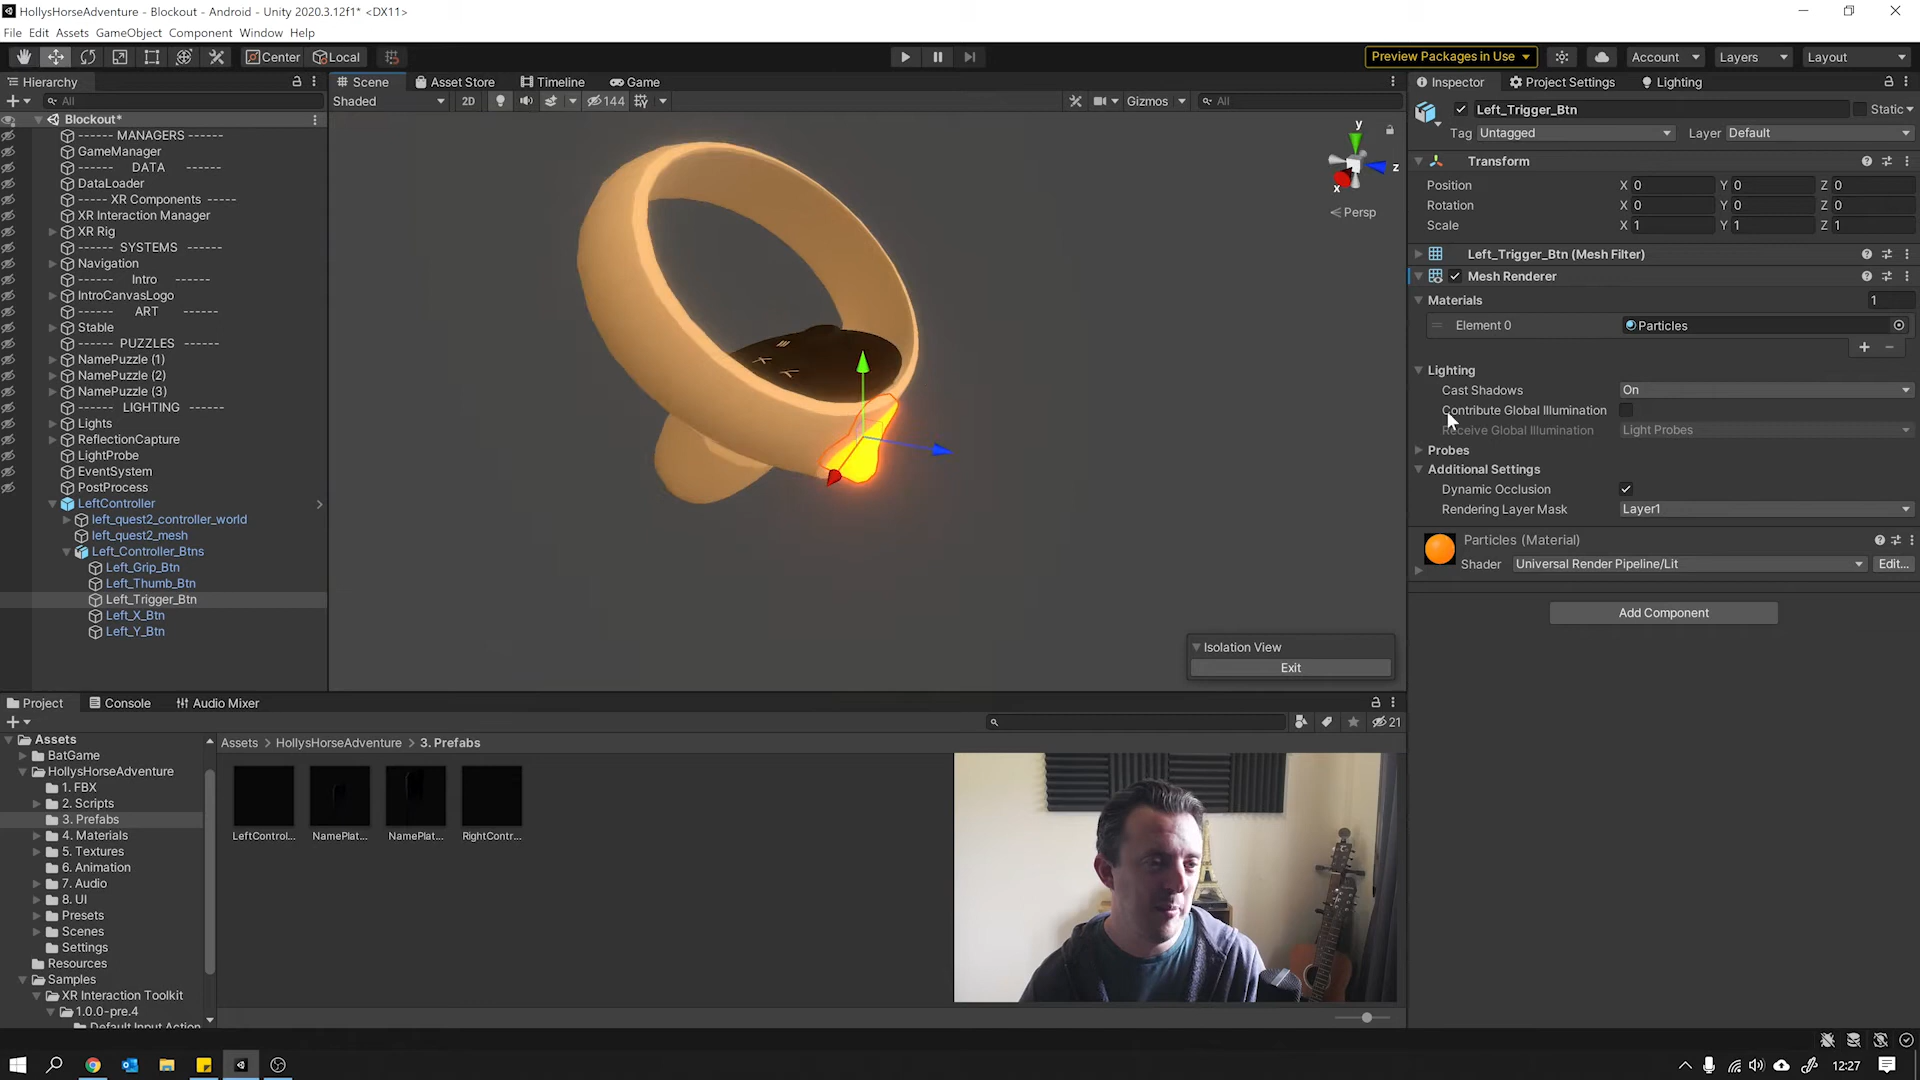 HollysHorseAdventure - Blockout - Android - Unity 2020.3.12f1* <DX11>
File Edit Assets GameObject Component Window Help
Center Local
Preview Packages in Use
Account Layers Layout
Hierarchy
Scene Asset Store Timeline Game
Inspector Project Settings Lighting
All
Shaded 2D 144 Gizmos All
Left_Trigger_Btn Static
Tag Untagged Layer Default
Blockout*
------ MANAGERS ------
GameManager
------ DATA ------
DataLoader
------ XR Components -----
XR Interaction Manager
XR Rig
------ SYSTEMS ------
Navigation
------ Intro ------
IntroCanvasLogo
------ ART ------
Stable
------ PUZZLES ------
NamePuzzle (1)
NamePuzzle (2)
NamePuzzle (3)
------ LIGHTING ------
Lights
ReflectionCapture
LightProbe
EventSystem
PostProcess
LeftController
left_quest2_controller_world
left_quest2_mesh
Left_Controller_Btns
Left_Grip_Btn
Left_Thumb_Btn
Left_Trigger_Btn
Left_X_Btn
Left_Y_Btn
y
z
x
Persp
Isolation View
Exit
Transform
Position X 0 Y 0 Z 0
Rotation X 0 Y 0 Z 0
Scale X 1 Y 1 Z 1
Left_Trigger_Btn (Mesh Filter)
Mesh Renderer
Materials 1
Element 0 Particles
Lighting
Cast Shadows On
Contribute Global Illumination
Receive Global Illumination Light Probes
Probes
Additional Settings
Dynamic Occlusion
Rendering Layer Mask Layer1
Particles (Material)
Shader Universal Render Pipeline/Lit Edit...
Add Component
Project Console Audio Mixer
21
Assets
BatGame
HollysHorseAdventure
1. FBX
2. Scripts
3. Prefabs
4. Materials
5. Textures
6. Animation
7. Audio
8. UI
Presets
Scenes
Settings
Resources
Samples
XR Interaction Toolkit
1.0.0-pre.4
Default Input Action
Assets HollysHorseAdventure 3. Prefabs
LeftControl... NamePlat... NamePlat... RightContr...
12:27